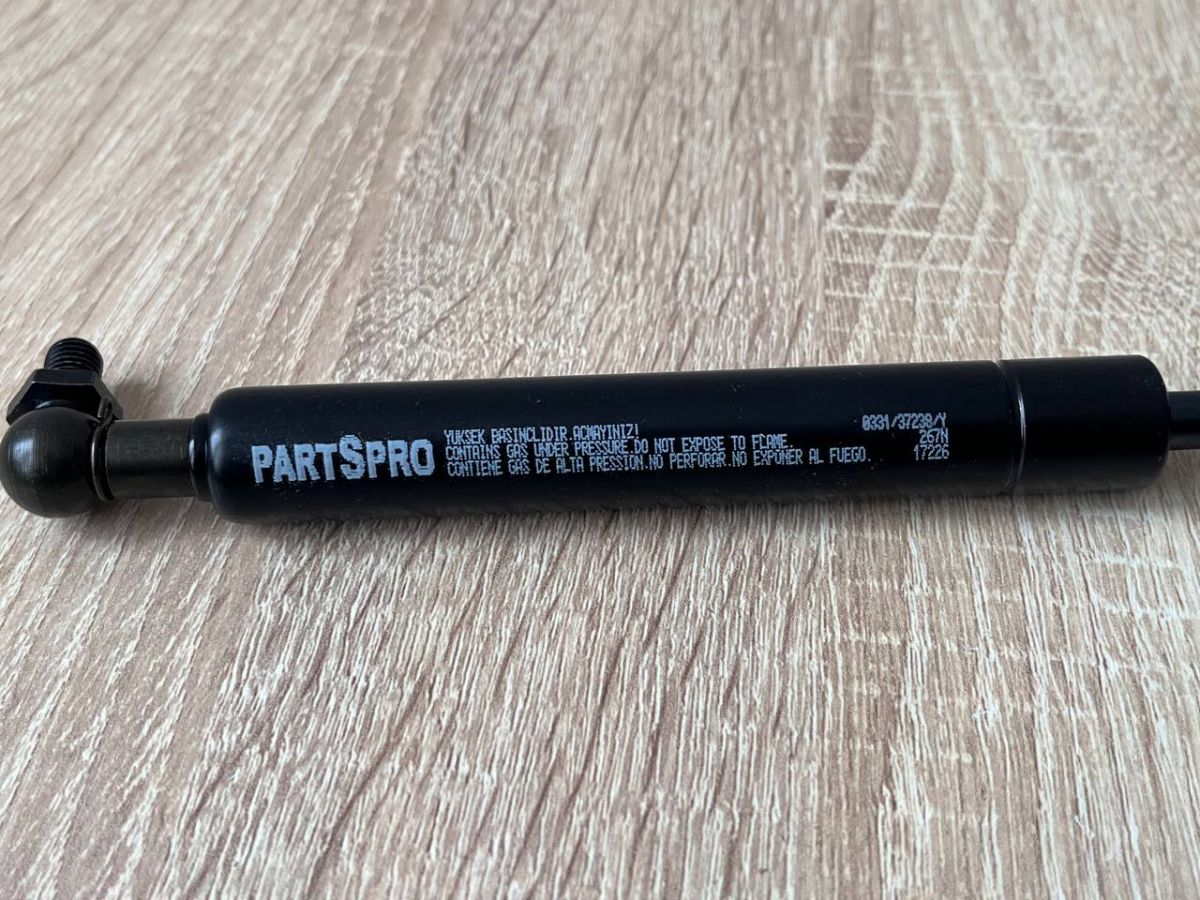 PARTSPRO
YUKSEK BASINCLIDIR.ACMAYINIZ!
CONTAINS GAS UNDER PRESSURE.DO NOT EXPOSE TO FLAME.
CONTIENE GAS DE ALTA PRESSION.NO PERFORAR.NO EXPONER AL FUEGO.
0331/37238/Y
267N
17226